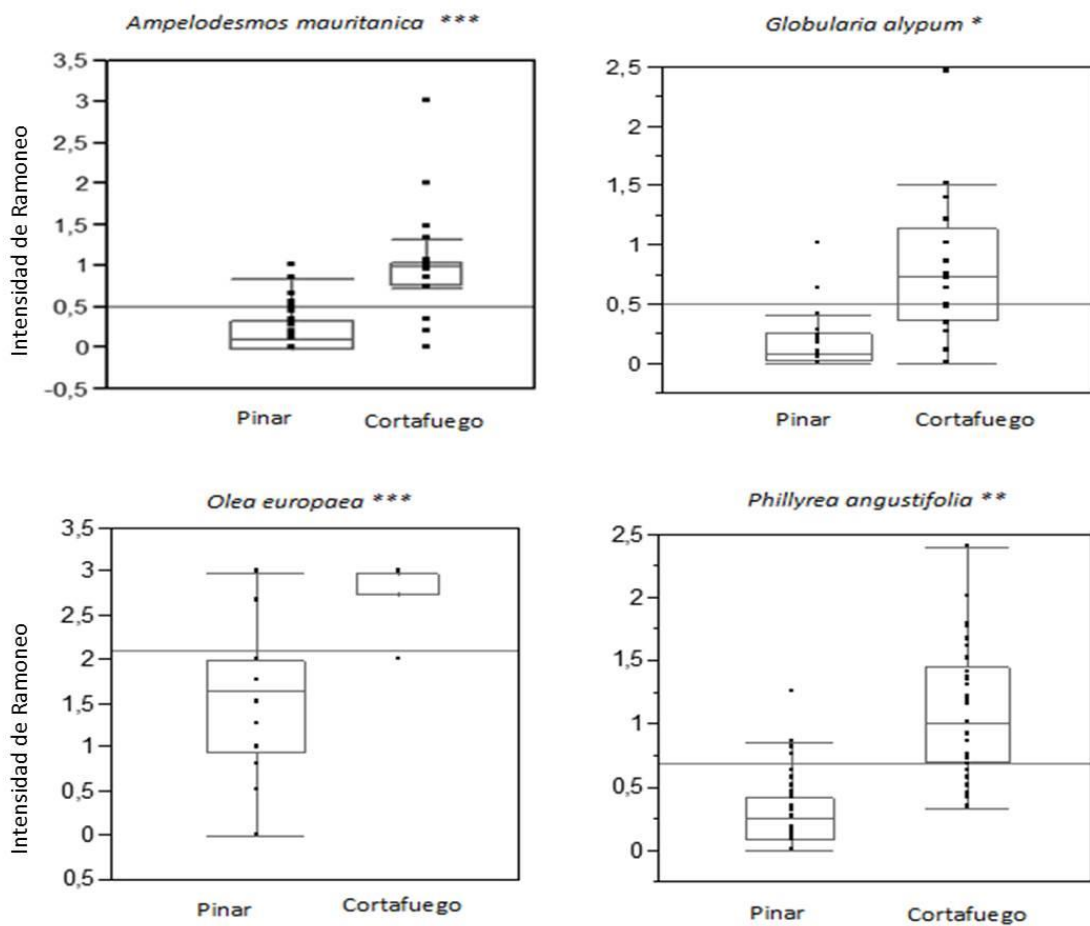 Ampelodesmos mauritanica ***
Globularia alypum *
Intensidad de Ramoneo
3,5
3
2,5
2
1,5
1
0,5
0
-0,5
Pinar
Cortafuego
2,5
2
1,5
1
0,5
0
Pinar
Cortafuego
Olea europaea ***
Phillyrea angustifolia **
Intensidad de Ramoneo
3,5
3
2,5
2
1,5
1
0,5
0
0,5
Pinar
Cortafuego
2,5
2
1,5
1
0,5
0
Pinar
Cortafuego